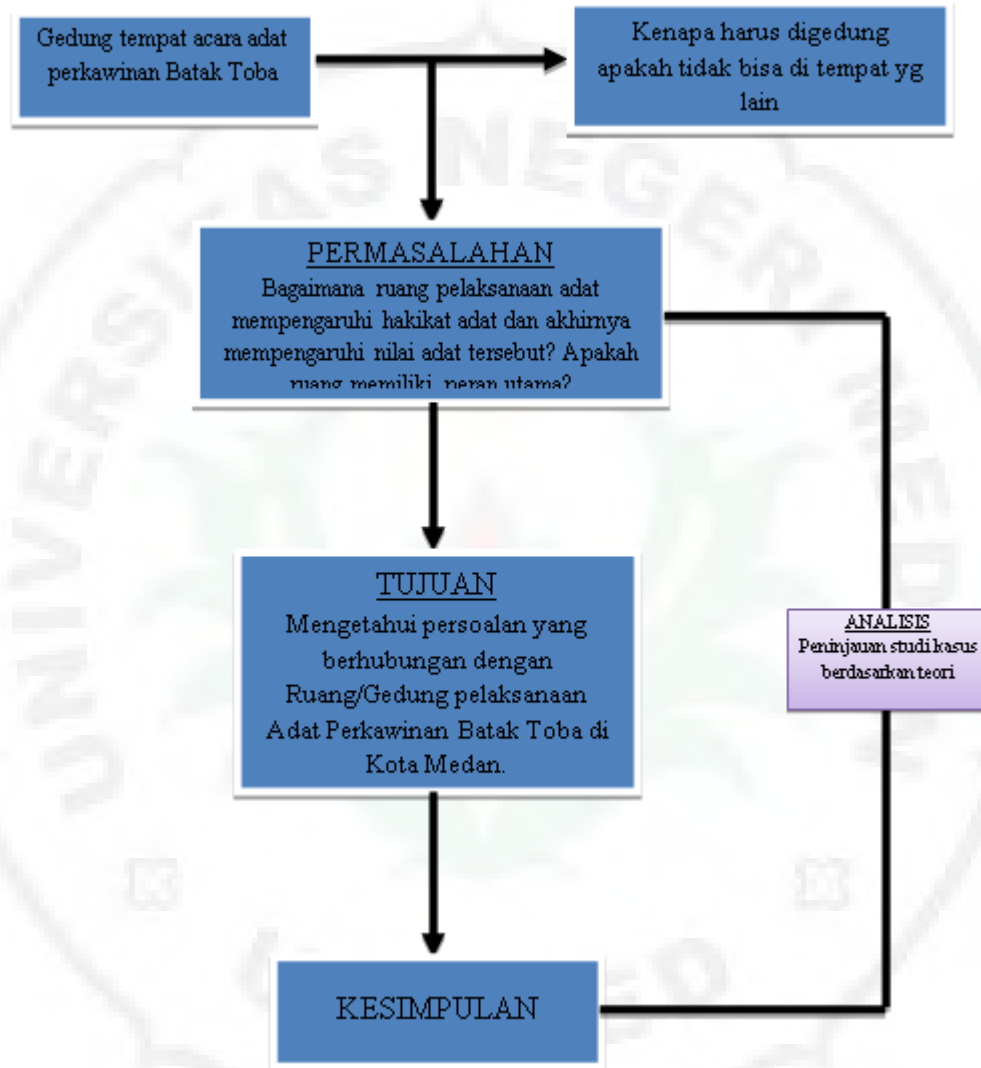 Gedung tempat acara adat
perkawinan Batak Toba
Kenapa harus digedung
apakah tidak bisa di tempat yg
lain
PERMASALAHAN
Bagaimana ruang pelaksanaan adat
mempengaruhi hakikat adat dan akhirnya
mempengaruhi nilai adat tersebut? Apakah
ruang memiliki peran utama?
TUJUAN
Mengetahui persoalan yang
berhubungan dengan
Ruang/Gedung pelaksanaan
Adat Perkawinan Batak Toba di
Kota Medan.
ANALISIS
Peninjauan studi kasus
berdasarkan teori
KESIMPULAN
UNIVERSITAS NEGERI MEDAN